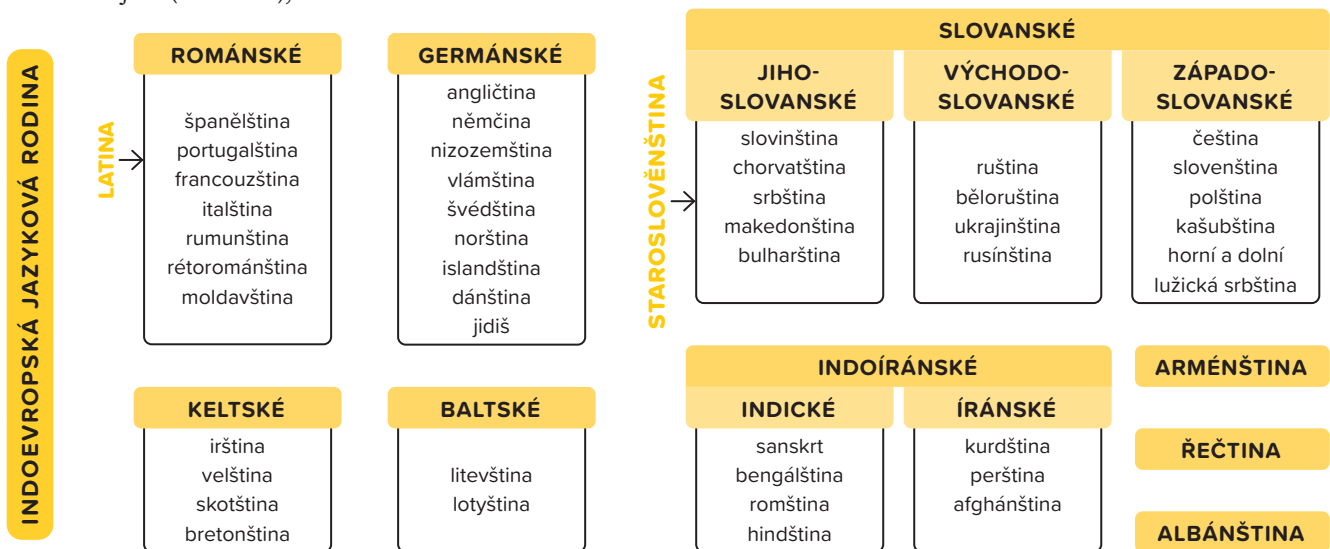 INDOEVROPSKÁ JAZYKOVÁ RODINA
LATINA
ROMÁNSKÉ
španělština
portugalština
francouzština
italština
rumunština
rétorománština
moldavština
GERMÁNSKÉ
angličtina
němčina
nizozemština
vlámština
švédština
norština
islandština
dánština
jidiš
STAROSLOVĚNŠTINA
SLOVANSKÉ
JIHO-
SLOVANSKÉ
slovinština
chorvatština
srbština
makedonština
bulharština
VÝCHODO-
SLOVANSKÉ
ruština
běloruština
ukrajinština
rusínština
ZÁPADO-
SLOVANSKÉ
čeština
slovenština
polština
kašubština
horní a dolní
lužická srbština
KELTSKÉ
irština
velština
skotština
bretonština
BALTSKÉ
litevština
lotyština
INDOÍRÁNSKÉ
INDICKÉ
sanskrt
bengálština
romština
hindština
ÍRÁNSKÉ
kurdština
perština
afghánština
ARMÉNŠTINA
ŘEČTINA
ALBÁNŠTINA